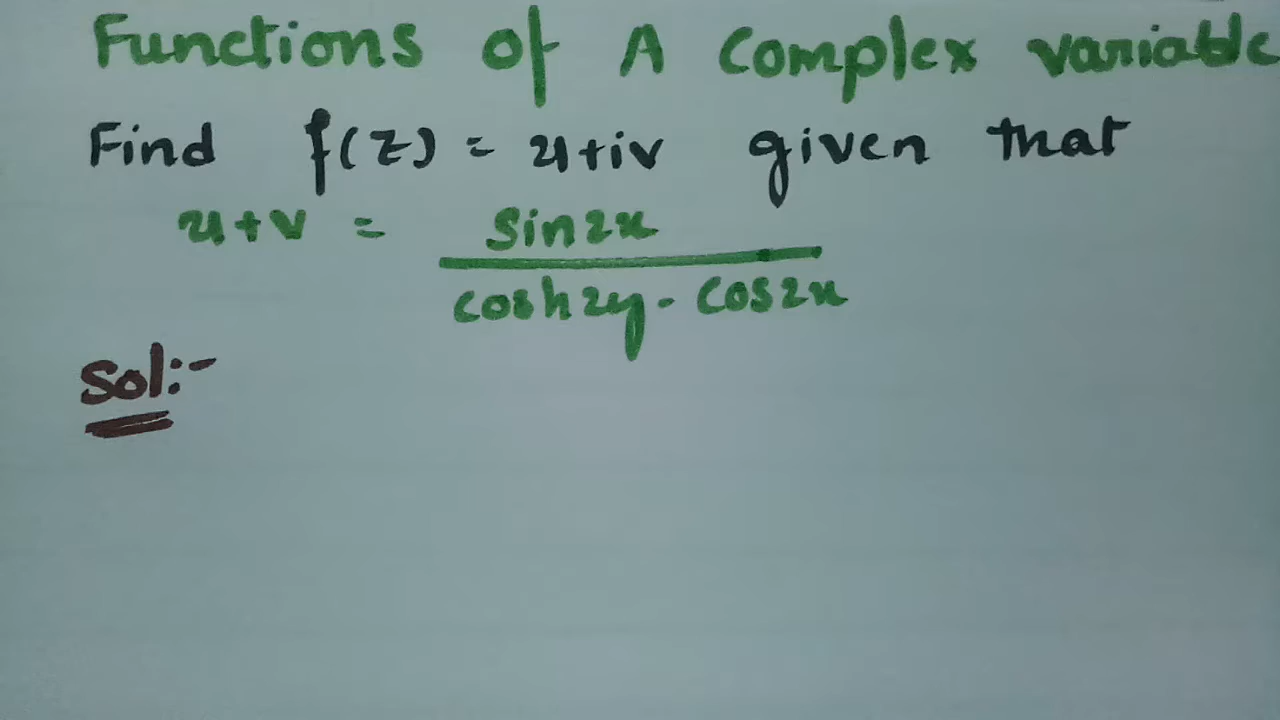 Functions of A Complex variable
Find f(z) = u+iv given that
u+v = sin2x
cosh2y - cos2x
Sol:-